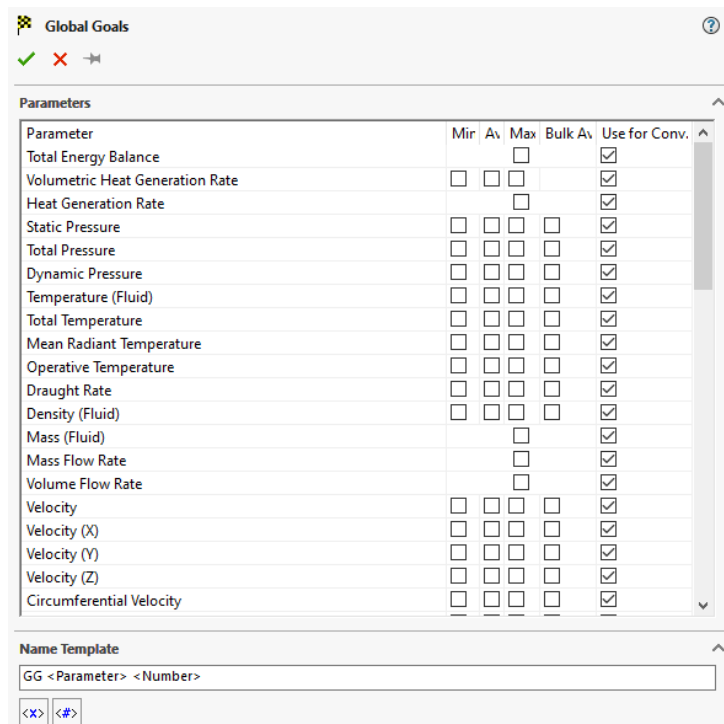 Global Goals
Parameters
Parameter Mir Av Max Bulk Av Use for Conv.
Total Energy Balance
Volumetric Heat Generation Rate
Heat Generation Rate
Static Pressure
Total Pressure
Dynamic Pressure
Temperature (Fluid)
Total Temperature
Mean Radiant Temperature
Operative Temperature
Draught Rate
Density (Fluid)
Mass (Fluid)
Mass Flow Rate
Volume Flow Rate
Velocity
Velocity (X)
Velocity (Y)
Velocity (Z)
Circumferential Velocity
Name Template
GG <Parameter> <Number>
<x> <#>